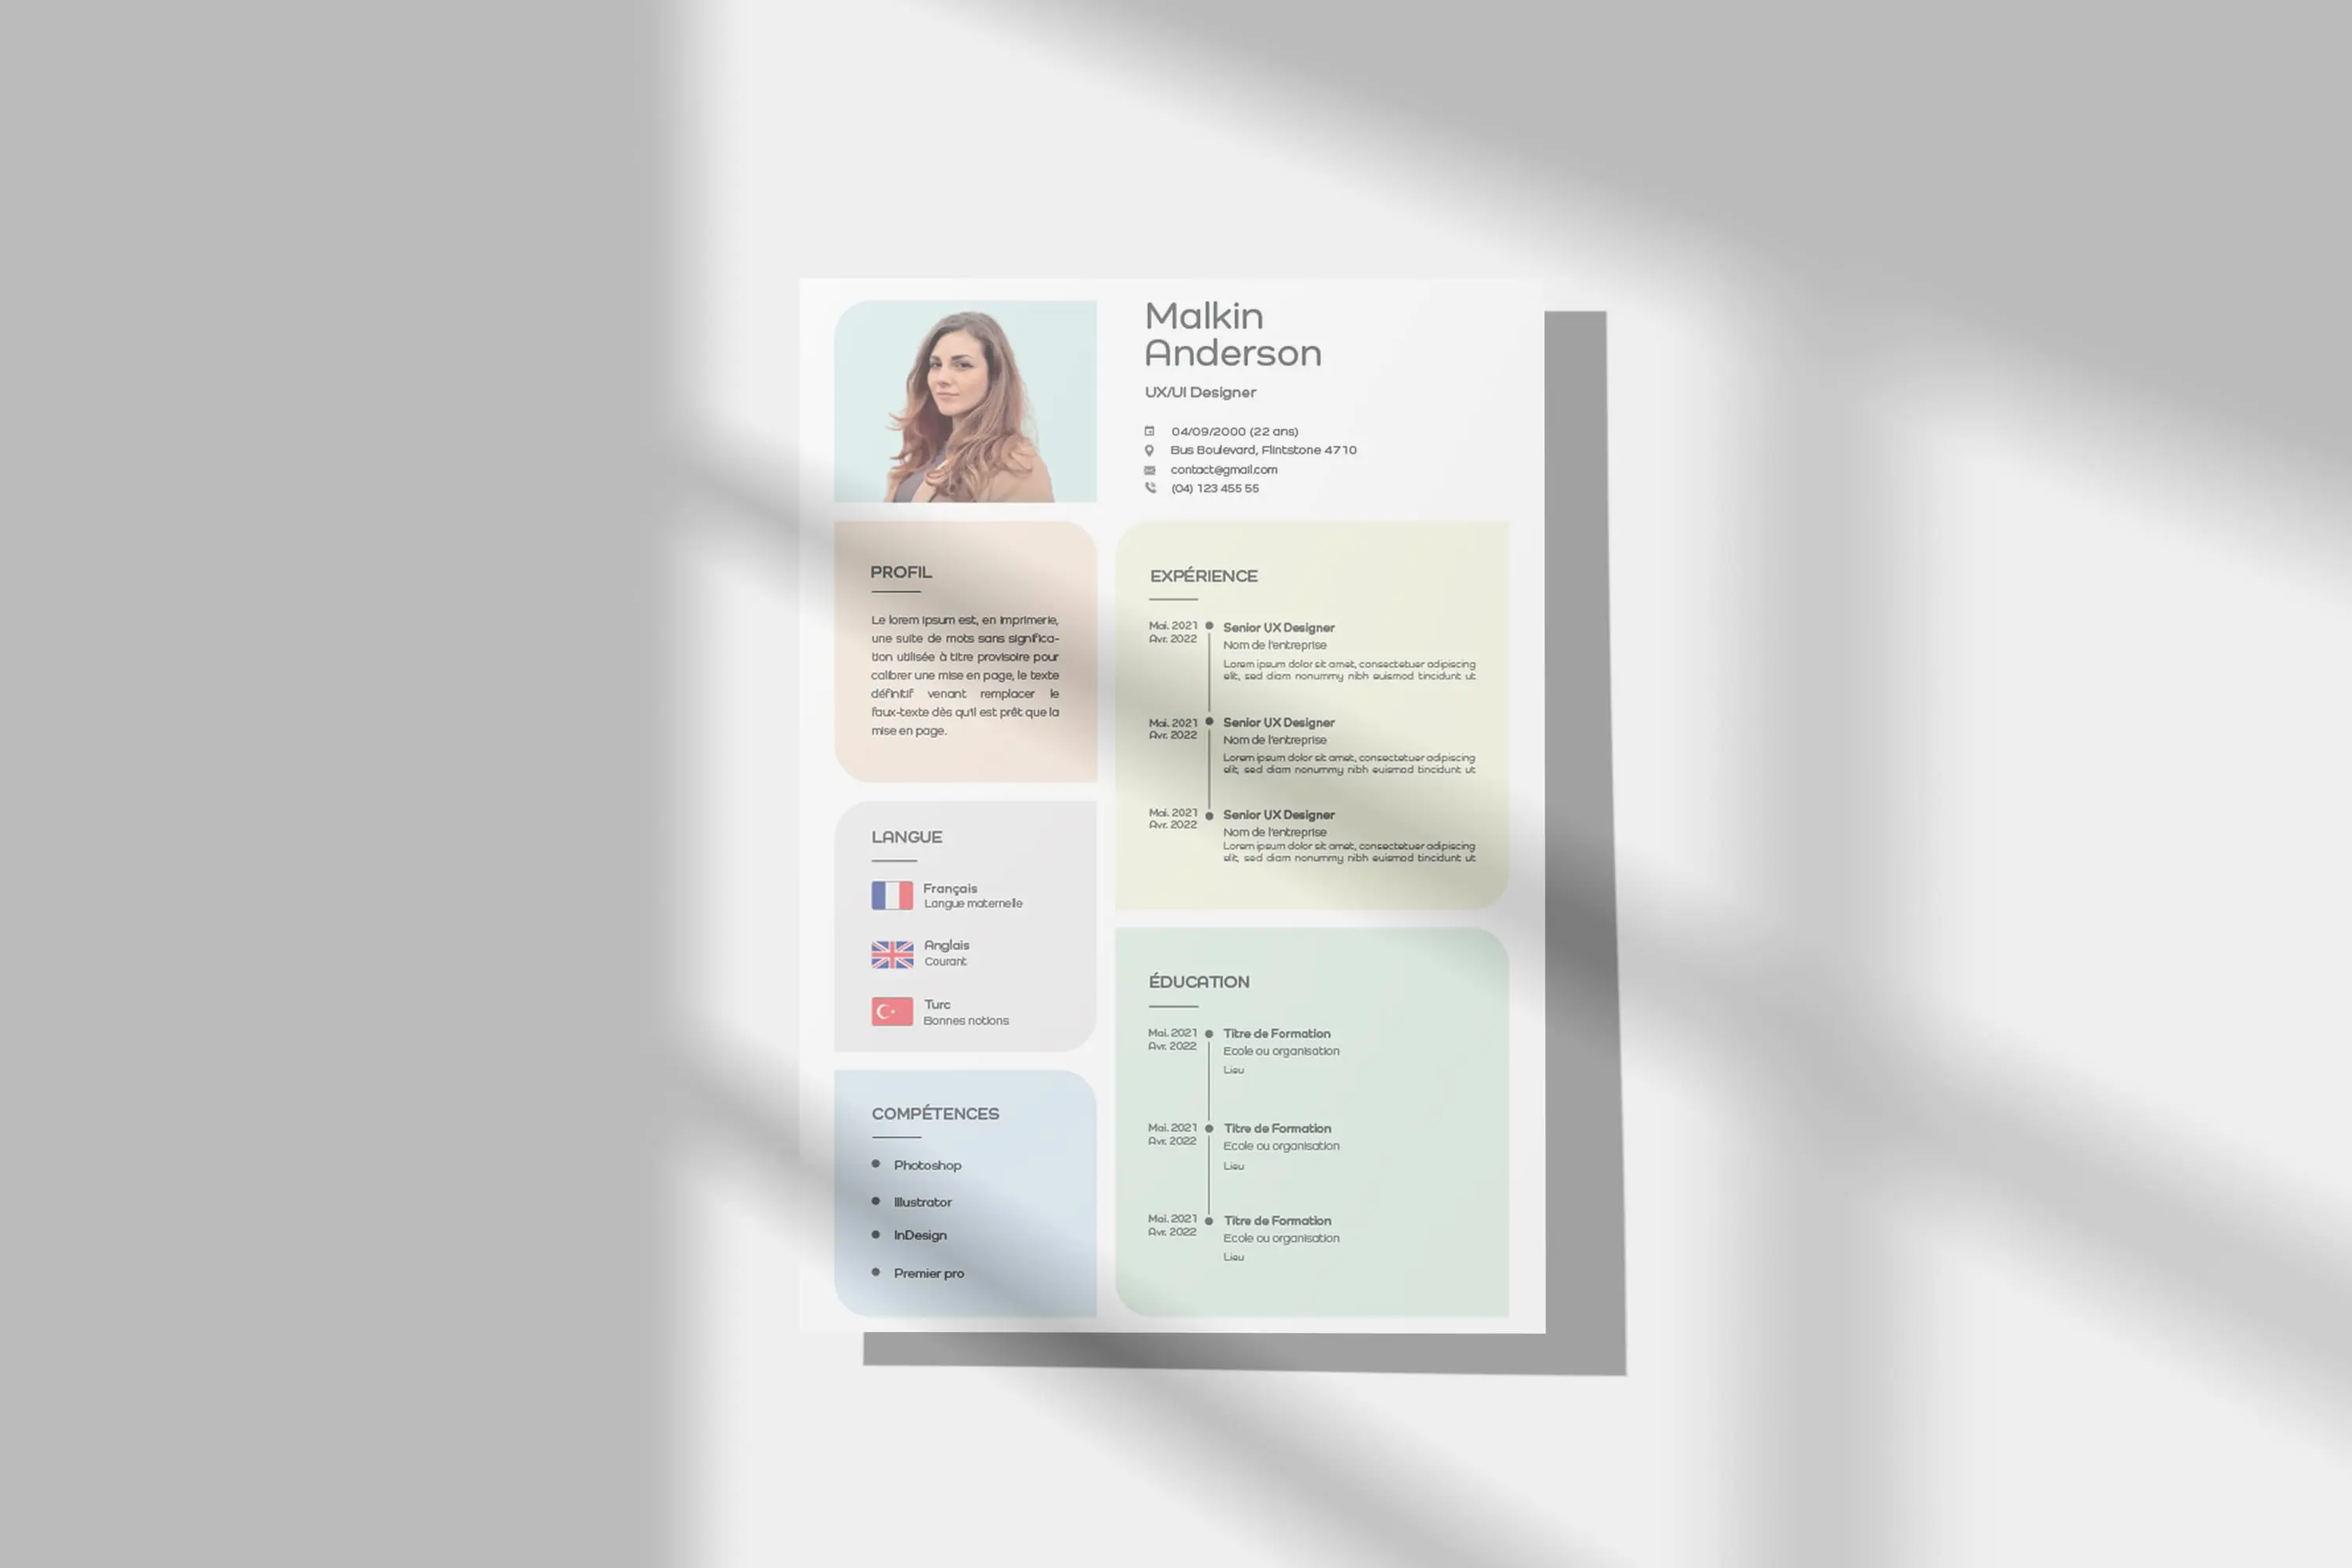 Malkin
Anderson
UX/UI Designer
04/09/2000 (22 ans)
Bus Boulevard, Flintstone 4710
contact@gmail.com
(04) 123 455 55
PROFIL
Le lorem ipsum est, en imprimerie,
une suite de mots sans significa-
tion utilisée à titre provisoire pour
calibrer une mise en page, le texte
définitif venant remplacer le
faux-texte dès qu'il est prêt que la
mise en page.
LANGUE
Français
Langue maternelle
Anglais
Courant
Turc
Bonnes notions
COMPÉTENCES
Photoshop
Illustrator
InDesign
Premier pro
EXPÉRIENCE
Mai. 2021
Avr. 2022
Senior UX Designer
Nom de l'entreprise
Lorem ipsum dolor sit amet, consectetuer adipiscing
elit, sed diam nonummy nibh euismod tincidunt ut
Mai. 2021
Avr. 2022
Senior UX Designer
Nom de l'entreprise
Lorem ipsum dolor sit amet, consectetuer adipiscing
elit, sed diam nonummy nibh euismod tincidunt ut
Mai. 2021
Avr. 2022
Senior UX Designer
Nom de l'entreprise
Lorem ipsum dolor sit amet, consectetuer adipiscing
elit, sed diam nonummy nibh euismod tincidunt ut
ÉDUCATION
Mai. 2021
Avr. 2022
Titre de Formation
Ecole ou organisation
Lieu
Mai. 2021
Avr. 2022
Titre de Formation
Ecole ou organisation
Lieu
Mai. 2021
Avr. 2022
Titre de Formation
Ecole ou organisation
Lieu